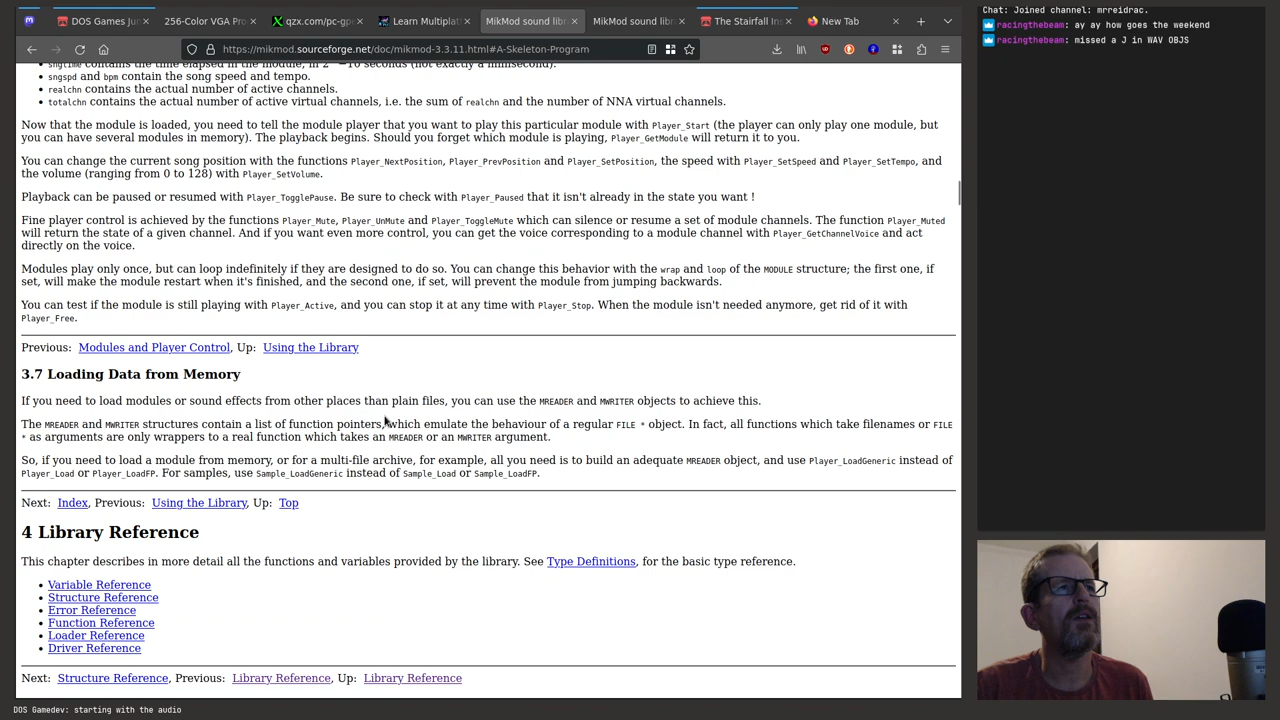 DOS Games Ju
256-Color VGA Pro
qzx.com/pc-gpe
Learn Multiplatf
MikMod sound libr
MikMod sound libr
The Stairfall Ins
New Tab
https://mikmod.sourceforge.net/doc/mikmod-3.3.11.html#A-Skeleton-Program
sngspd and bpm contain the song speed and tempo.
realchn contains the actual number of active channels.
totalchn contains the actual number of active virtual channels, i.e. the sum of realchn and the number of NNA virtual channels.
Now that the module is loaded, you need to tell the module player that you want to play this particular module with Player_Start (the player can only play one module, but
you can have several modules in memory). The playback begins. Should you forget which module is playing, Player_GetModule will return it to you.
You can change the current song position with the functions Player_NextPosition, Player_PrevPosition and Player_SetPosition, the speed with Player_SetSpeed and Player_SetTempo, and
the volume (ranging from 0 to 128) with Player_SetVolume.
Playback can be paused or resumed with Player_TogglePause. Be sure to check with Player_Paused that it isn't already in the state you want !
Fine player control is achieved by the functions Player_Mute, Player_UnMute and Player_ToggleMute which can silence or resume a set of module channels. The function Player_Muted
will return the state of a given channel. And if you want even more control, you can get the voice corresponding to a module channel with Player_GetChannelVoice and act
directly on the voice.
Modules play only once, but can loop indefinitely if they are designed to do so. You can change this behavior with the wrap and loop of the MODULE structure; the first one, if
set, will make the module restart when it's finished, and the second one, if set, will prevent the module from jumping backwards.
You can test if the module is still playing with Player_Active, and you can stop it at any time with Player_Stop. When the module isn't needed anymore, get rid of it with
Player_Free.
Previous: Modules and Player Control, Up: Using the Library
3.7 Loading Data from Memory
If you need to load modules or sound effects from other places than plain files, you can use the MREADER and MWRITER objects to achieve this.
The MREADER and MWRITER structures contain a list of function pointers, which emulate the behaviour of a regular FILE * object. In fact, all functions which take filenames or FILE
* as arguments are only wrappers to a real function which takes an MREADER or an MWRITER argument.
So, if you need to load a module from memory, or for a multi-file archive, for example, all you need is to build an adequate MREADER object, and use Player_LoadGeneric instead of
Player_Load or Player_LoadFP. For samples, use Sample_LoadGeneric instead of Sample_Load or Sample_LoadFP.
Next: Index, Previous: Using the Library, Up: Top
4 Library Reference
This chapter describes in more detail all the functions and variables provided by the library. See Type Definitions, for the basic type reference.
Variable Reference
Structure Reference
Error Reference
Function Reference
Loader Reference
Driver Reference
Next: Structure Reference, Previous: Library Reference, Up: Library Reference
Chat: Joined channel: mrreidrac.
racingthebeam: ay ay how goes the weekend
racingthebeam: missed a J in WAV OBJS
DOS Gamedev: starting with the audio